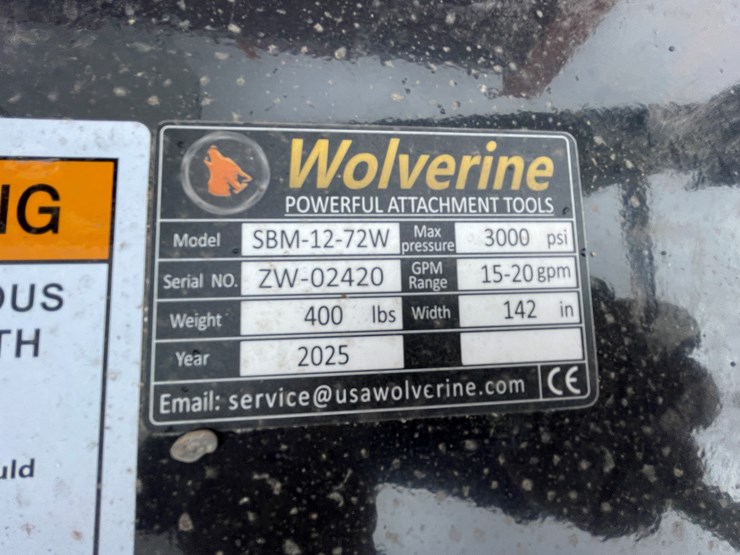 NG
OUS
TH
uld
Wolverine
POWERFUL ATTACHMENT TOOLS
Model SBM-12-72W Max pressure 3000 psi
Serial NO. ZW-02420 GPM Range 15-20 gpm
Weight 400 lbs Width 142 in
Year 2025
Email: service@usawolverine.com CE